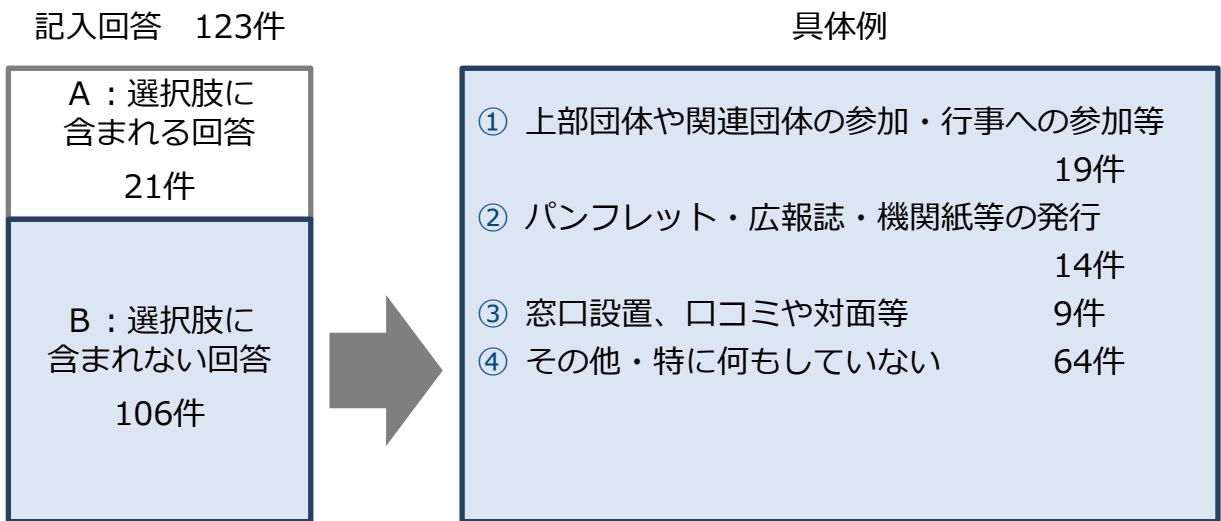 記入回答　123件
A：選択肢に
含まれる回答
21件
B：選択肢に
含まれない回答
106件
具体例
① 上部団体や関連団体の参加・行事への参加等
19件
② パンフレット・広報誌・機関紙等の発行
14件
③ 窓口設置、口コミや対面等　9件
④ その他・特に何もしていない　64件